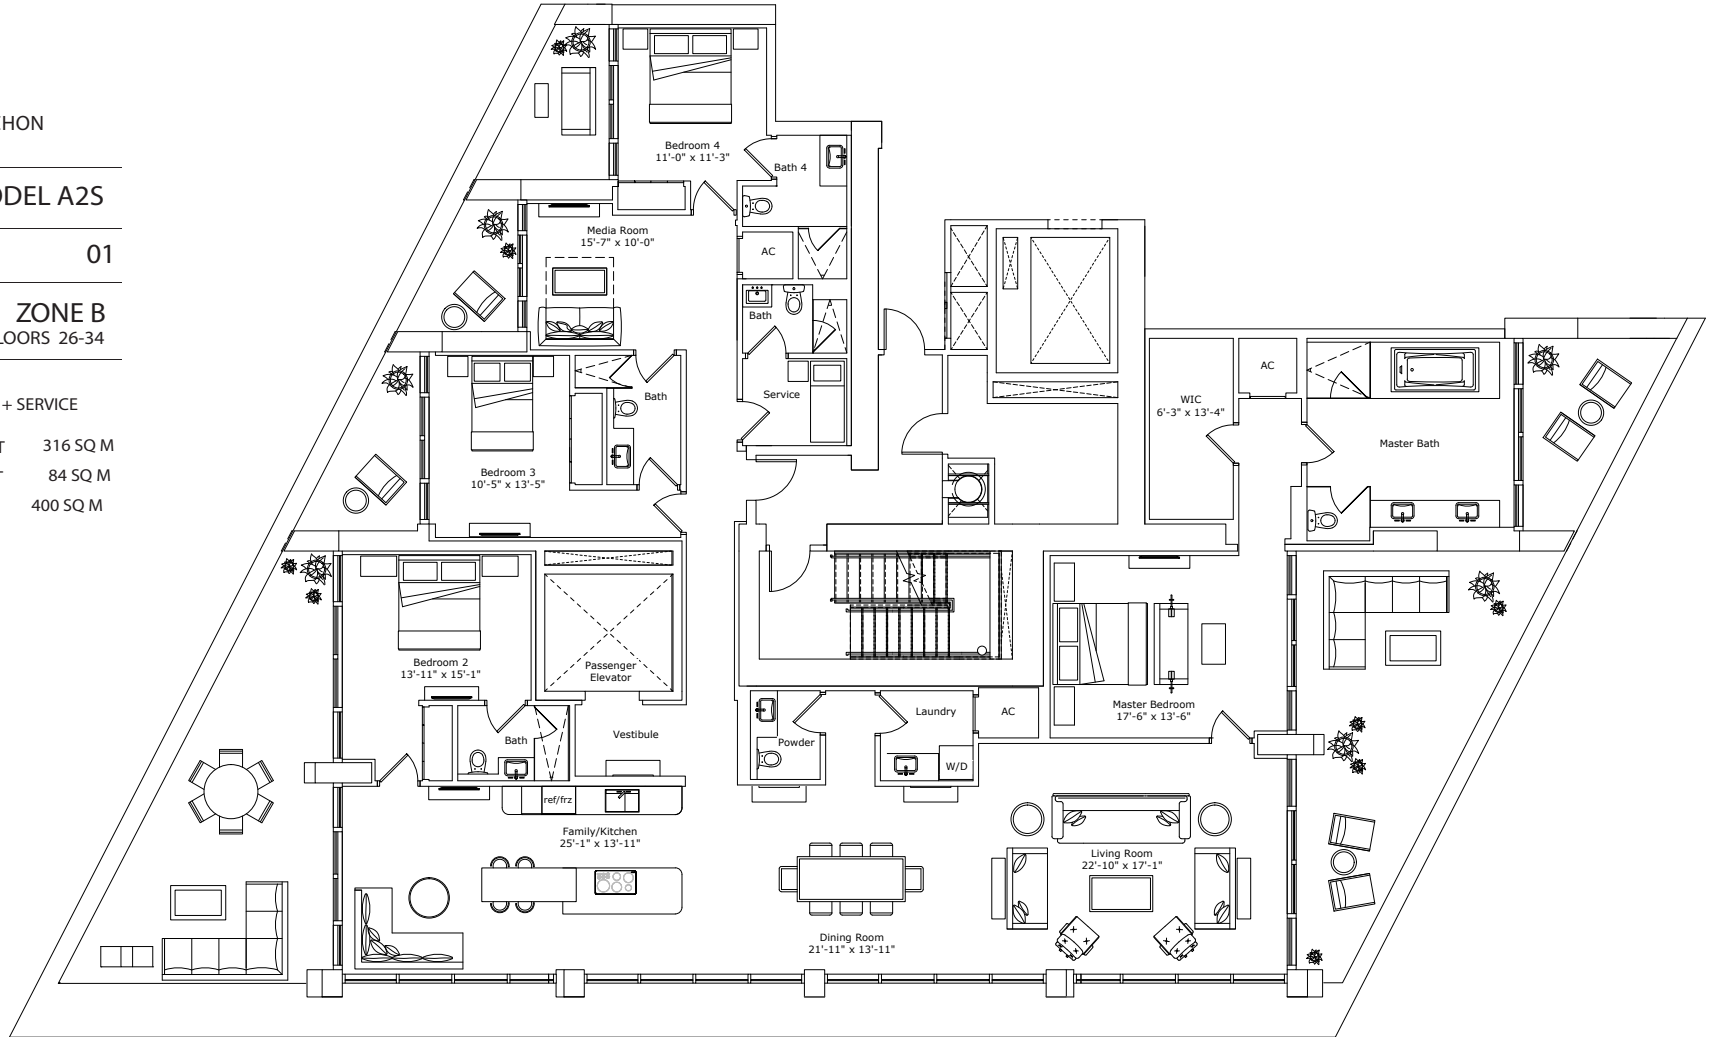 CHON
ODEL A2S
01
ZONE B
LOORS 26-34
+ SERVICE
T 316 SQ M
84 SQ M
400 SQ M
Bedroom 4
11'-0" x 11'-3"
Bath 4
Media Room
15'-7" x 10'-0"
AC
Bath
Service
Bath
Bedroom 3
10'-5" x 13'-5"
WIC
6'-3" x 13'-4"
AC
Master Bath
Bedroom 2
13'-11" x 15'-1"
Passenger
Elevator
Bath
Vestibule
Powder
Laundry
W/D
AC
Master Bedroom
17'-6" x 13'-6"
ref/frz
Family/Kitchen
25'-1" x 13'-11"
Dining Room
21'-11" x 13'-11"
Living Room
22'-10" x 17'-1"